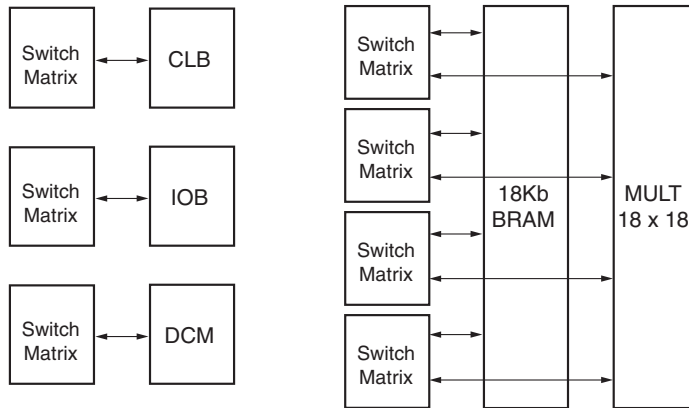 Switch
Matrix
CLB
Switch
Matrix
IOB
Switch
Matrix
DCM
Switch
Matrix
Switch
Matrix
Switch
Matrix
Switch
Matrix
18Kb
BRAM
MULT
18 x 18